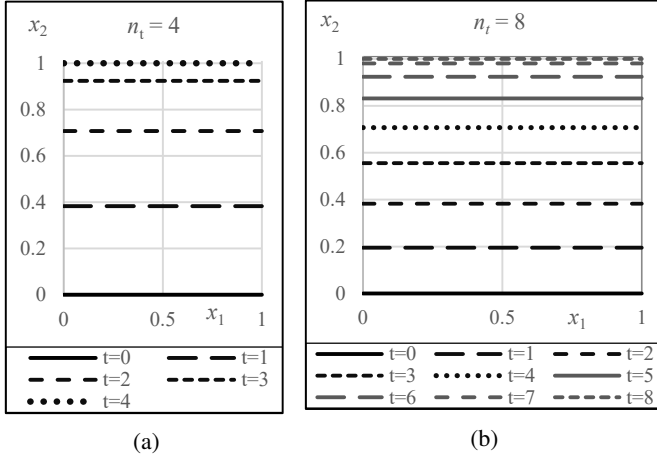 x₂ nₜ = 4
1
0.8
0.6
0.4
0.2
0
0 0.5 x₁ 1
t=0 t=1
t=2 t=3
t=4
(a)
x₂ nₜ = 8
1
0.8
0.6
0.4
0.2
0
0 0.5 x₁ 1
t=0 t=1 t=2
t=3 t=4 t=5
t=6 t=7 t=8
(b)